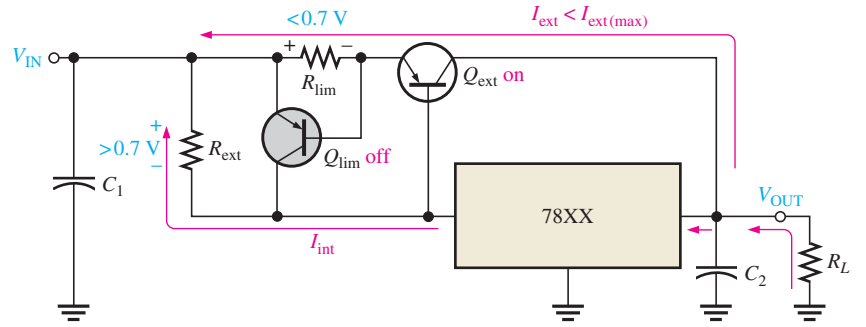 <0.7 V
I_ext < I_ext(max)
V_IN
+ −
R_lim
Q_ext on
+
>0.7 V
−
R_ext
Q_lim off
C_1
78XX
V_OUT
I_int
C_2
R_L